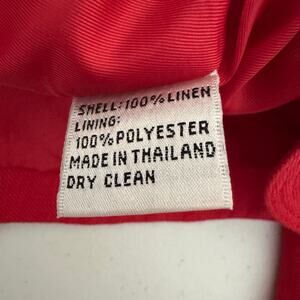 SHELL: 100% LINEN
LINING:
100% POLYESTER
MADE IN THAILAND
DRY CLEAN